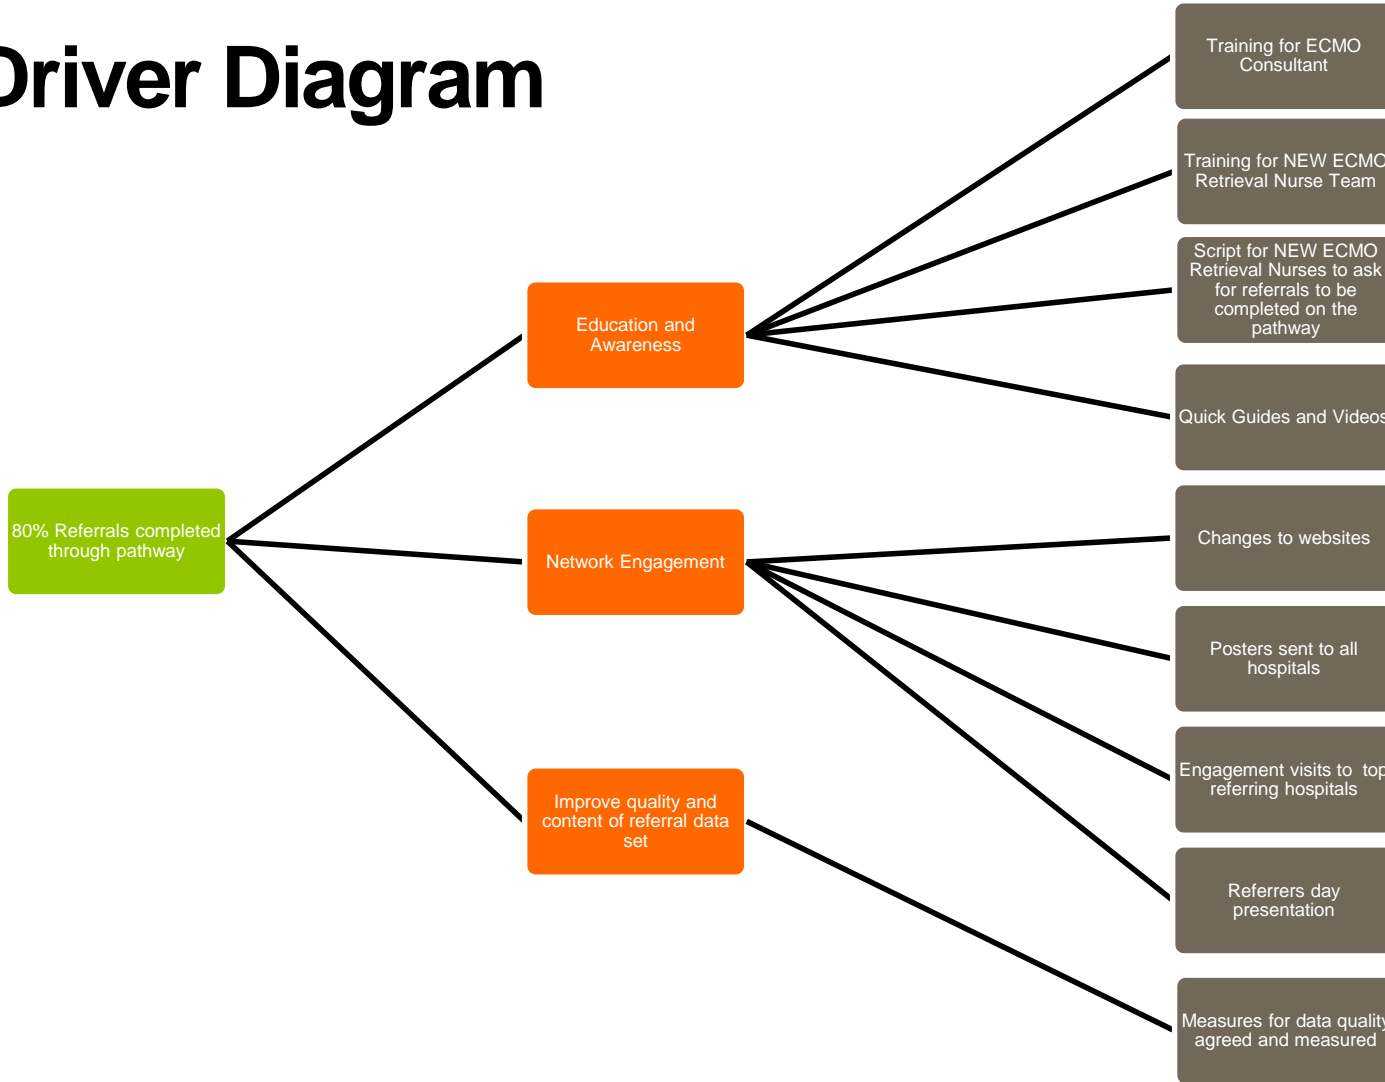 Driver Diagram
Training for ECMO
Consultant
Training for NEW ECMO
Retrieval Nurse Team
Script for NEW ECMO
Retrieval Nurses to ask
for referrals to be
completed on the
pathway
Quick Guides and Videos
Education and
Awareness
80% Referrals completed
through pathway
Network Engagement
Changes to websites
Posters sent to all
hospitals
Engagement visits to  top
referring hospitals
Referrers day
presentation
Improve quality and
content of referral data
set
Measures for data quality
agreed and measured